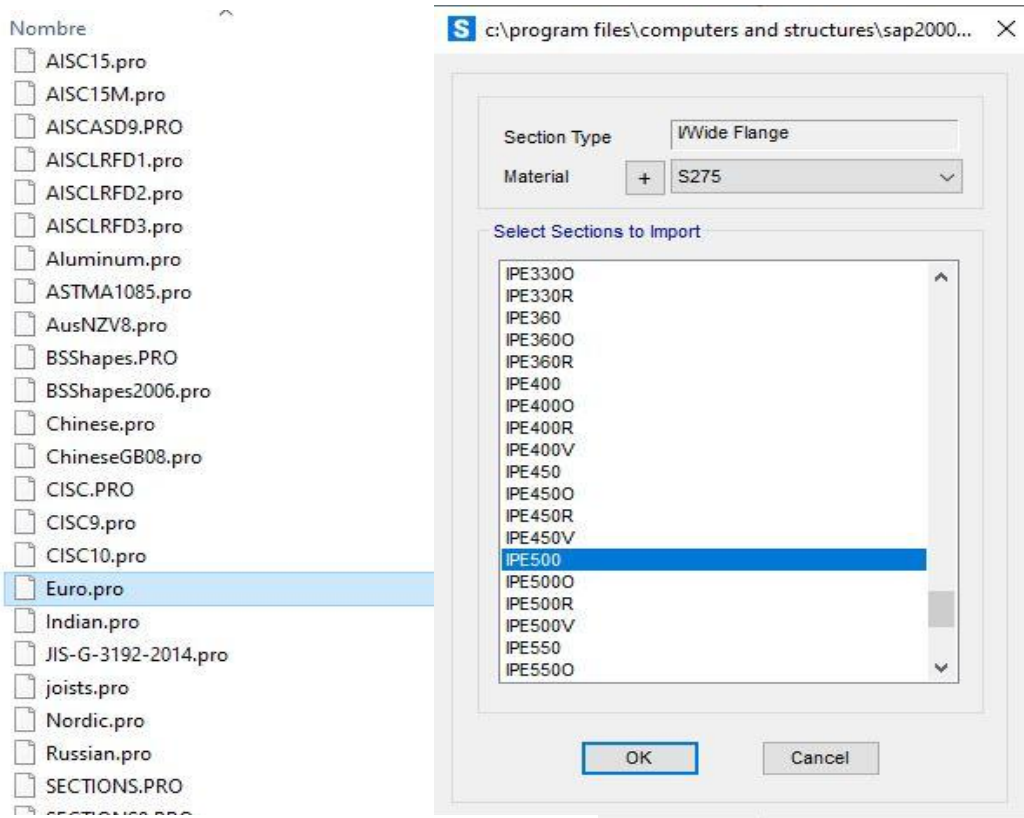 Nombre
AISC15.pro
AISC15M.pro
AISCASD9.PRO
AISCLRFD1.pro
AISCLRFD2.pro
AISCLRFD3.pro
Aluminum.pro
ASTMA1085.pro
AusNZV8.pro
BSShapes.PRO
BSShapes2006.pro
Chinese.pro
ChineseGB08.pro
CISC.PRO
CISC9.pro
CISC10.pro
Euro.pro
Indian.pro
JIS-G-3192-2014.pro
joists.pro
Nordic.pro
Russian.pro
SECTIONS.PRO
S c:\program files\computers and structures\sap2000...
Section Type I/Wide Flange
Material + S275
Select Sections to Import
IPE330O
IPE330R
IPE360
IPE360O
IPE360R
IPE400
IPE400O
IPE400R
IPE400V
IPE450
IPE450O
IPE450R
IPE450V
IPE500
IPE500O
IPE500R
IPE500V
IPE550
IPE550O
OK Cancel